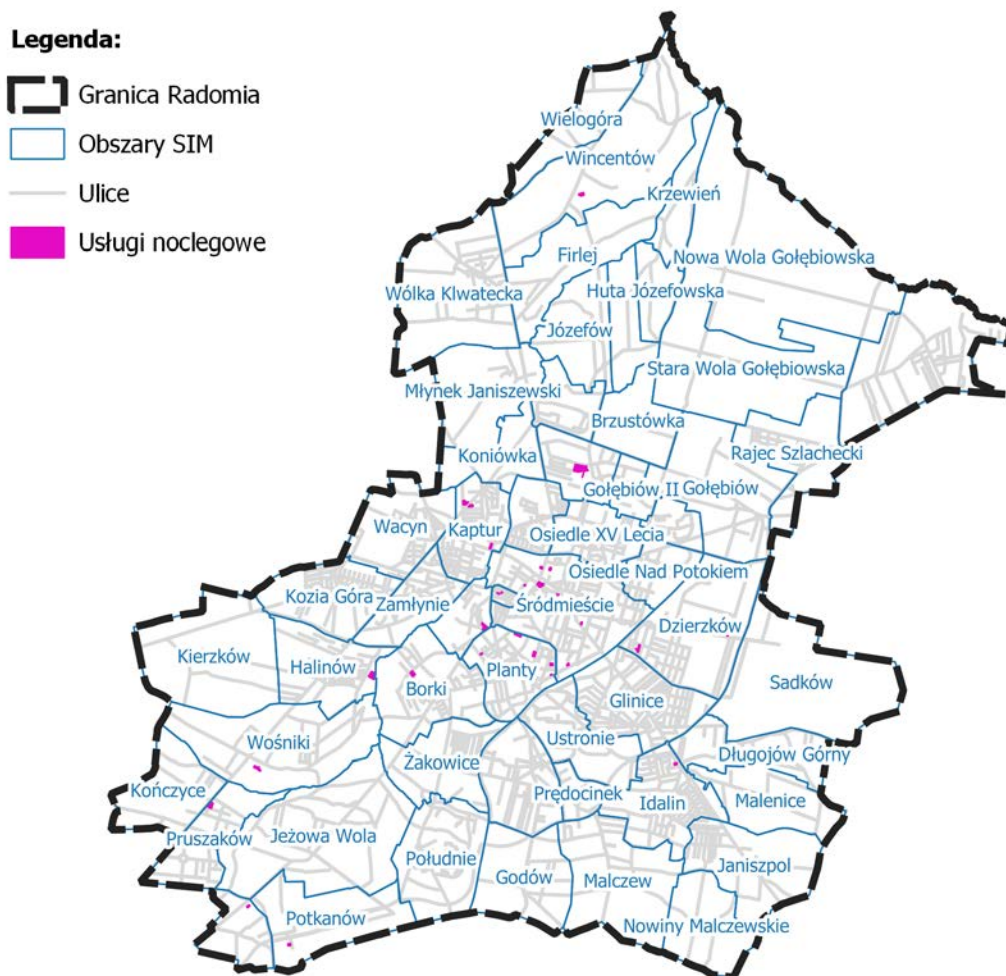 Legenda:
Granica Radomia
Obszary SIM
Ulice
Usługi noclegowe
Wielogóra
Wincentów
Krzewień
Firlej
Nowa Wola Gołębiowska
Wólka Klwatecka
Huta Józefowska
Józefów
Stara Wola Gołębiowska
Młynek Janiszewski
Brzustówka
Koniówka
Rajec Szlachecki
Gołębiów II
Gołębiów
Wacyn
Kaptur
Osiedle XV Lecia
Osiedle Nad Potokiem
Kozia Góra
Zamłynie
Śródmieście
Dzierzków
Kierzków
Halinów
Borki
Planty
Sadków
Glinice
Wośniki
Ustronie
Żakowice
Długojów Górny
Kończyce
Prędocinek
Idalin
Malenice
Pruszaków
Jeżowa Wola
Południe
Janiszpol
Godów
Malczew
Potkanów
Nowiny Malczewskie